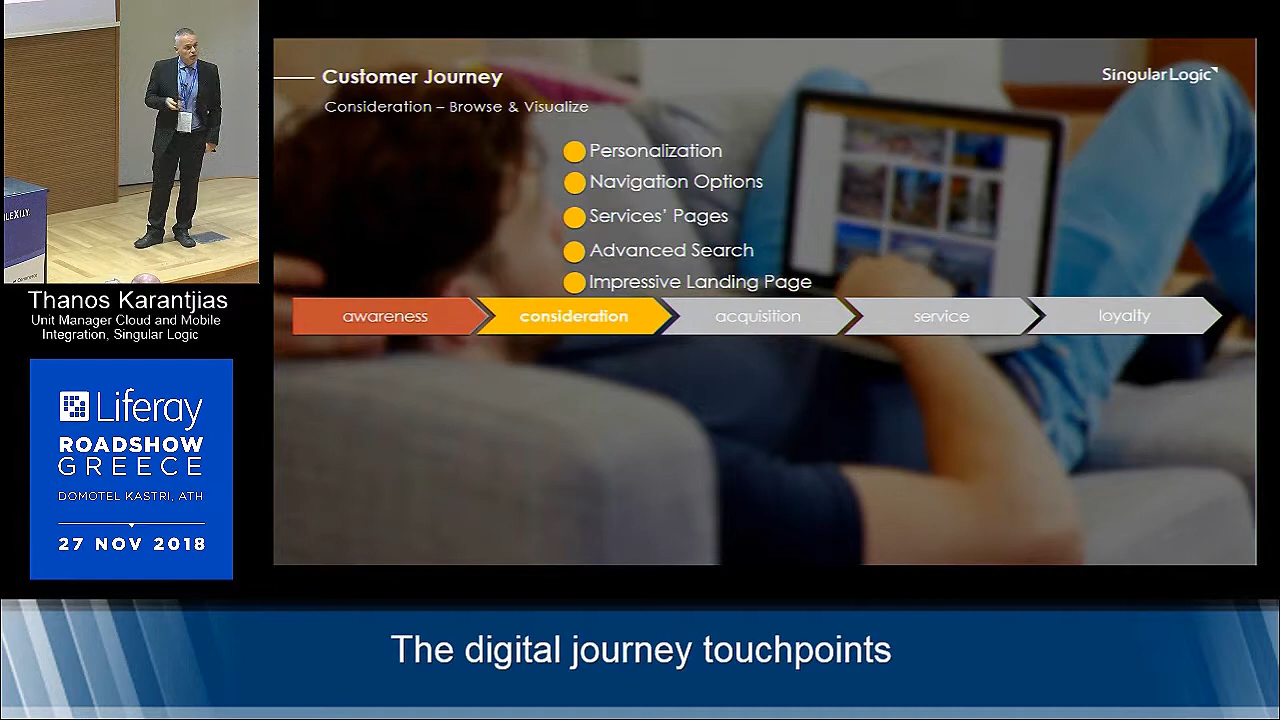 Customer Journey
Consideration – Browse & Visualize
SingularLogic
Personalization
Navigation Options
Services' Pages
Advanced Search
Impressive Landing Page
awareness
consideration
acquisition
service
loyalty
Thanos Karantjias
Unit Manager Cloud and Mobile
Integration, Singular Logic
Liferay
ROADSHOW
GREECE
DOMOTEL KASTRI, ATH
27 NOV 2018
The digital journey touchpoints